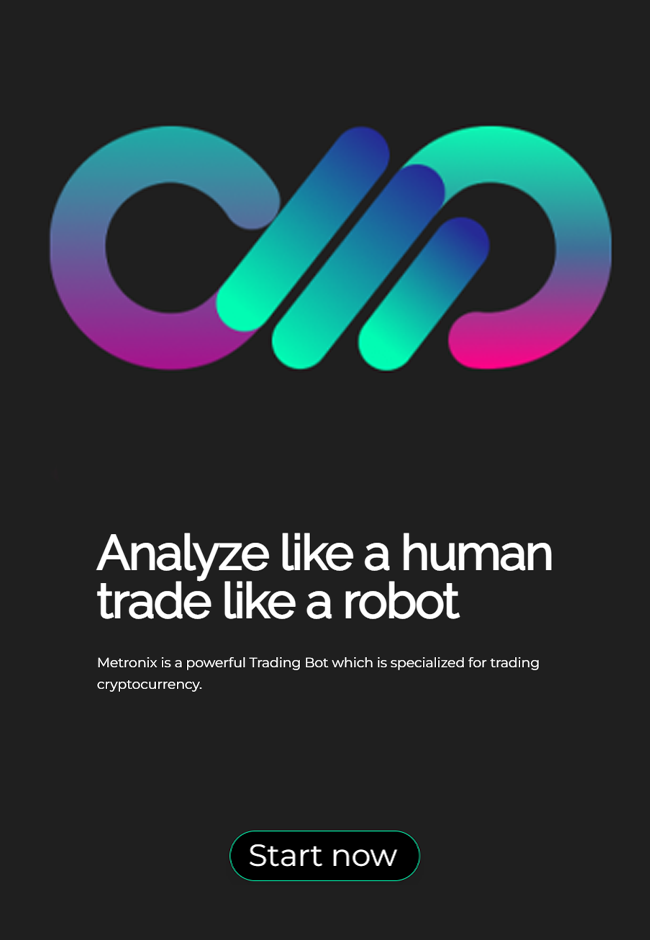 Analyze like a human
trade like a robot
Metronix is a powerful Trading Bot which is specialized for trading
cryptocurrency.
Start now